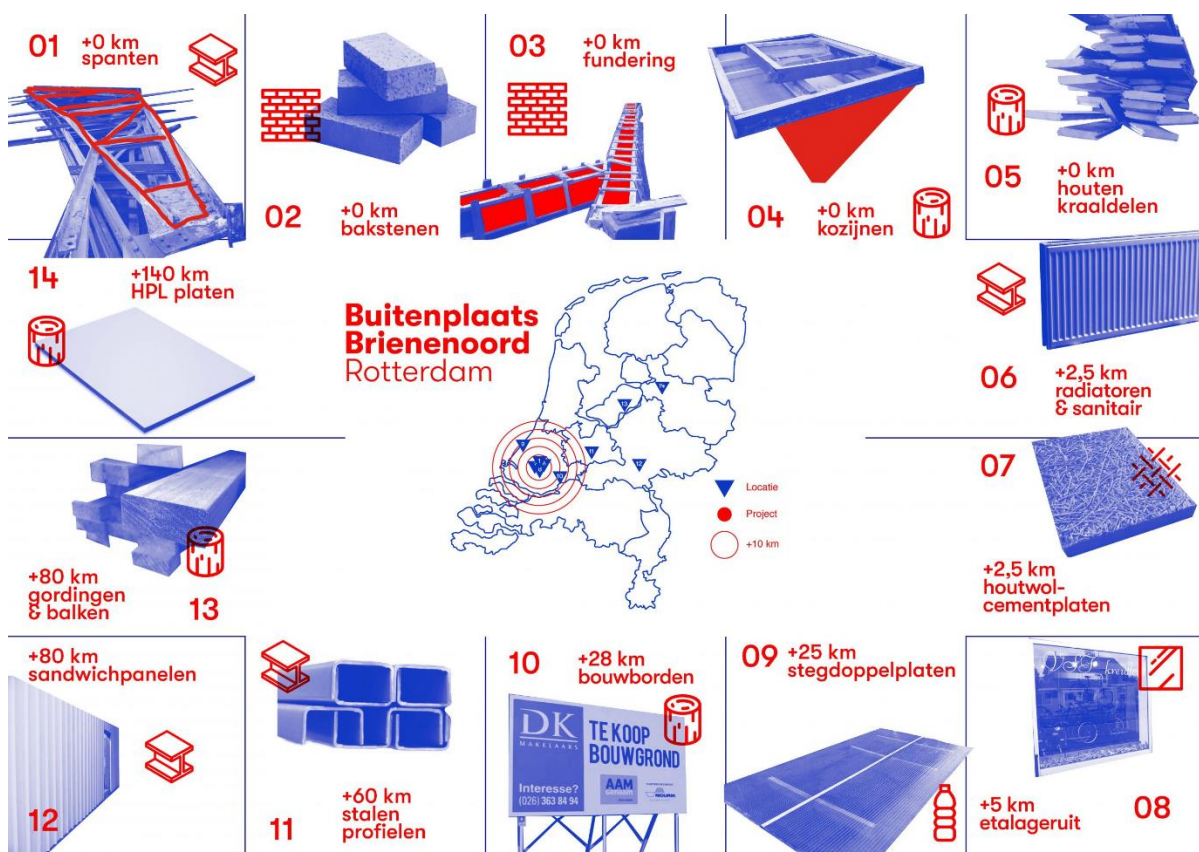 01
+0 km
spanten
02
+0 km
bakstenen
03
+0 km
fundering
04
+0 km
kozijnen
05
+0 km
houten
kraaldelen
14
+140 km
HPL platen
Buitenplaats
Brienenoord
Rotterdam
Locatie
Project
+10 km
06
+2,5 km
radiatoren
& sanitair
07
+2,5 km
houtwol-
cementplaten
+80 km
gordingen
& balken
13
+80 km
sandwichpanelen
12
11
+60 km
stalen
profielen
10
+28 km
bouwborden
DK
MAKELAARS
TE KOOP
BOUWGROND
Interesse?
(026) 363 84 94
AAM
09
+25 km
stegdoppelplaten
+5 km
etalageruit
08